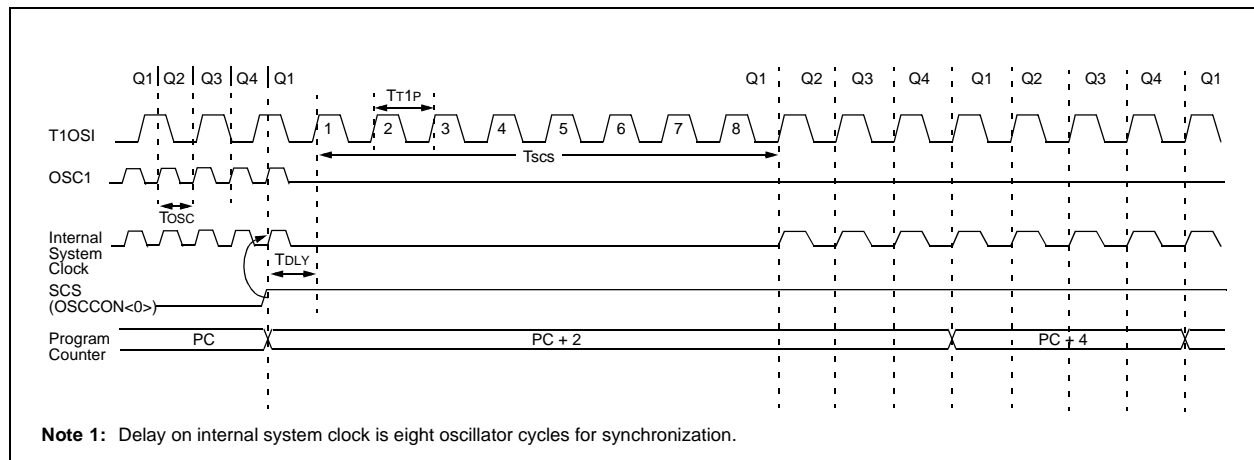 Q1 Q2 Q3 Q4 Q1 Q1 Q2 Q3 Q4 Q1 Q2 Q3 Q4 Q1
TT1P
T1OSI
1 2 3 4 5 6 7 8
TSCS
OSC1
TOSC
Internal
System
Clock
TDLY
SCS
(OSCCON<0>)
Program
Counter
PC PC + 2 PC + 4
Note 1: Delay on internal system clock is eight oscillator cycles for synchronization.